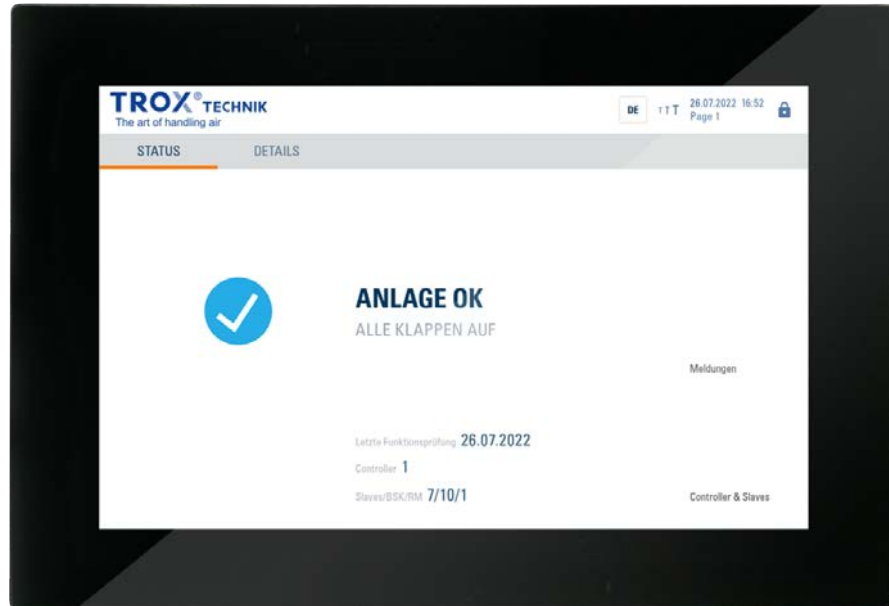 TROX® TECHNIK
The art of handling air
DE TTT 26.07.2022 16:52
Page 1
STATUS DETAILS
ANLAGE OK
ALLE KLAPPEN AUF
Meldungen
Letzte Funktionsprüfung 26.07.2022
Controller 1
Slaves/BSK/RM 7/10/1
Controller & Slaves